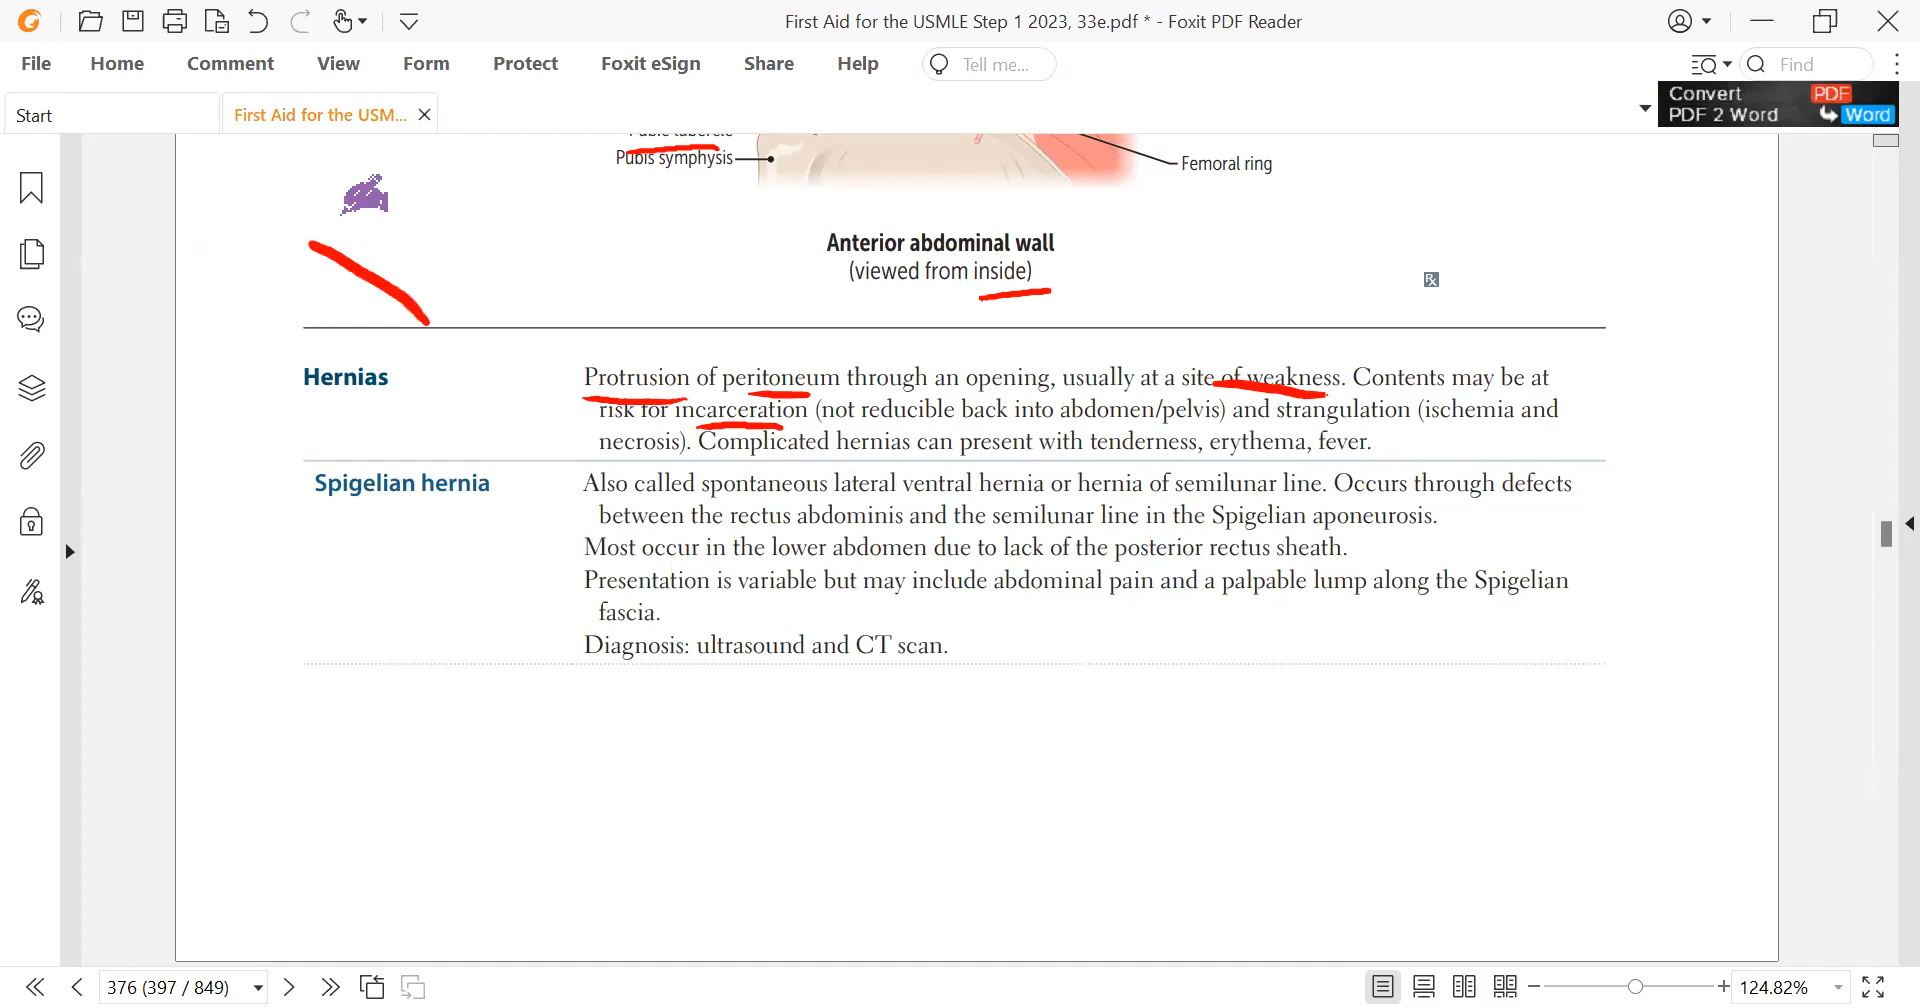 First Aid for the USMLE Step 1 2023, 33e.pdf * - Foxit PDF Reader
File Home Comment View Form Protect Foxit eSign Share Help Tell me... Find
Start First Aid for the USM... Convert PDF
PDF 2 Word Word
Pubic tubercle
Pubis symphysis Femoral ring
Anterior abdominal wall
(viewed from inside)
Rx
Hernias Protrusion of peritoneum through an opening, usually at a site of weakness. Contents may be at
risk for incarceration (not reducible back into abdomen/pelvis) and strangulation (ischemia and
necrosis). Complicated hernias can present with tenderness, erythema, fever.
Spigelian hernia Also called spontaneous lateral ventral hernia or hernia of semilunar line. Occurs through defects
between the rectus abdominis and the semilunar line in the Spigelian aponeurosis.
Most occur in the lower abdomen due to lack of the posterior rectus sheath.
Presentation is variable but may include abdominal pain and a palpable lump along the Spigelian
fascia.
Diagnosis: ultrasound and CT scan.
376 (397 / 849) 124.82%